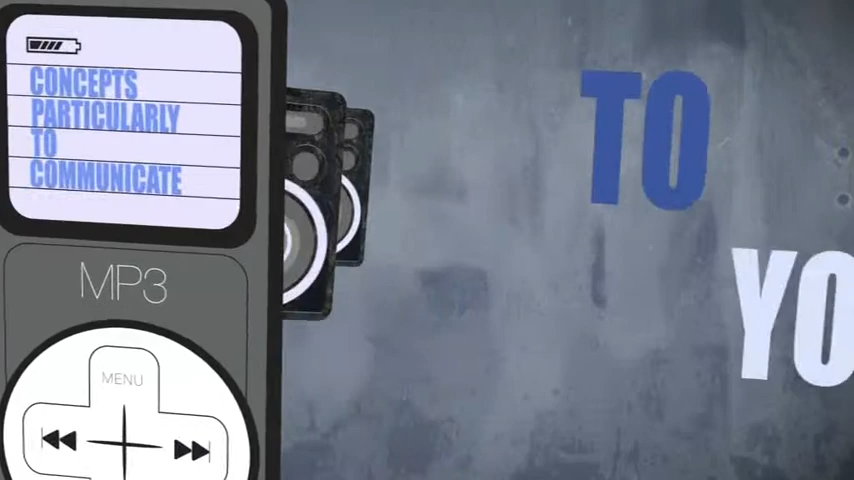 CONCEPTS
PARTICULARLY
TO
COMMUNICATE
MP3
MENU
TO